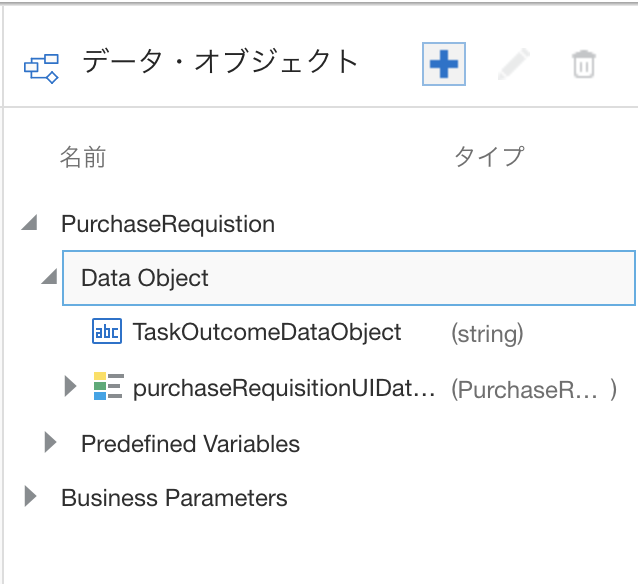 データ・オブジェクト
名前 タイプ
PurchaseRequistion
Data Object
abc TaskOutcomeDataObject (string)
purchaseRequisitionUIDat... (PurchaseR... )
Predefined Variables
Business Parameters